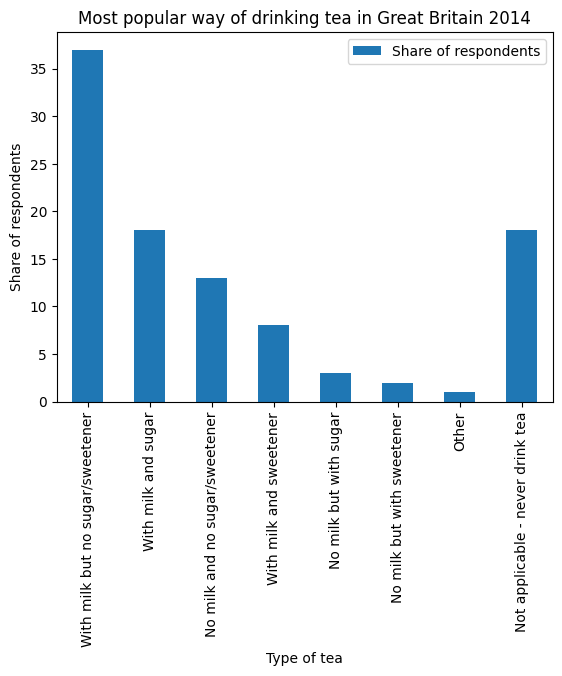 Most popular way of drinking tea in Great Britain 2014
Share of respondents
Share of respondents
35
30
25
20
15
10
5
0
With milk but no sugar/sweetener
With milk and sugar
No milk and no sugar/sweetener
With milk and sweetener
No milk but with sugar
No milk but with sweetener
Other
Not applicable - never drink tea
Type of tea